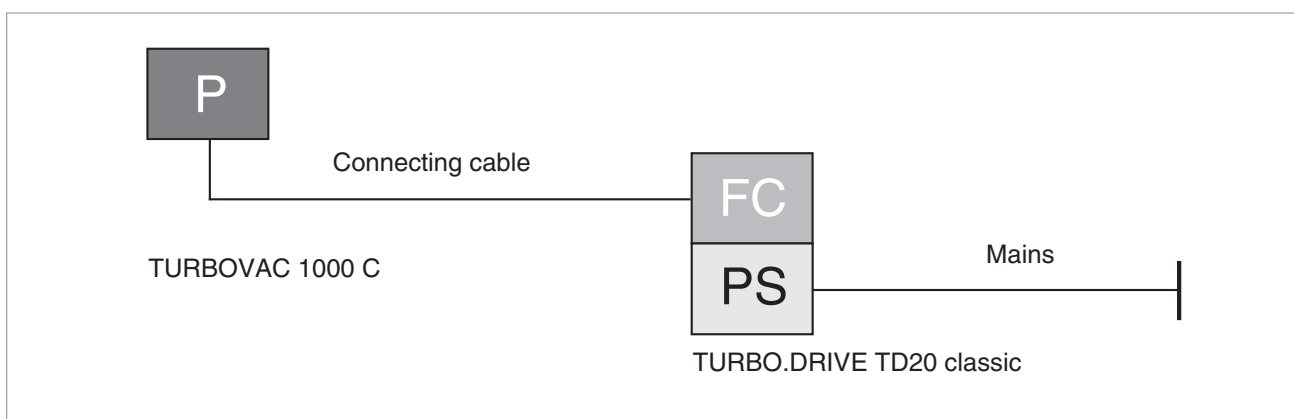 P
Connecting cable
FC
TURBOVAC 1000 C
Mains
PS
TURBO.DRIVE TD20 classic